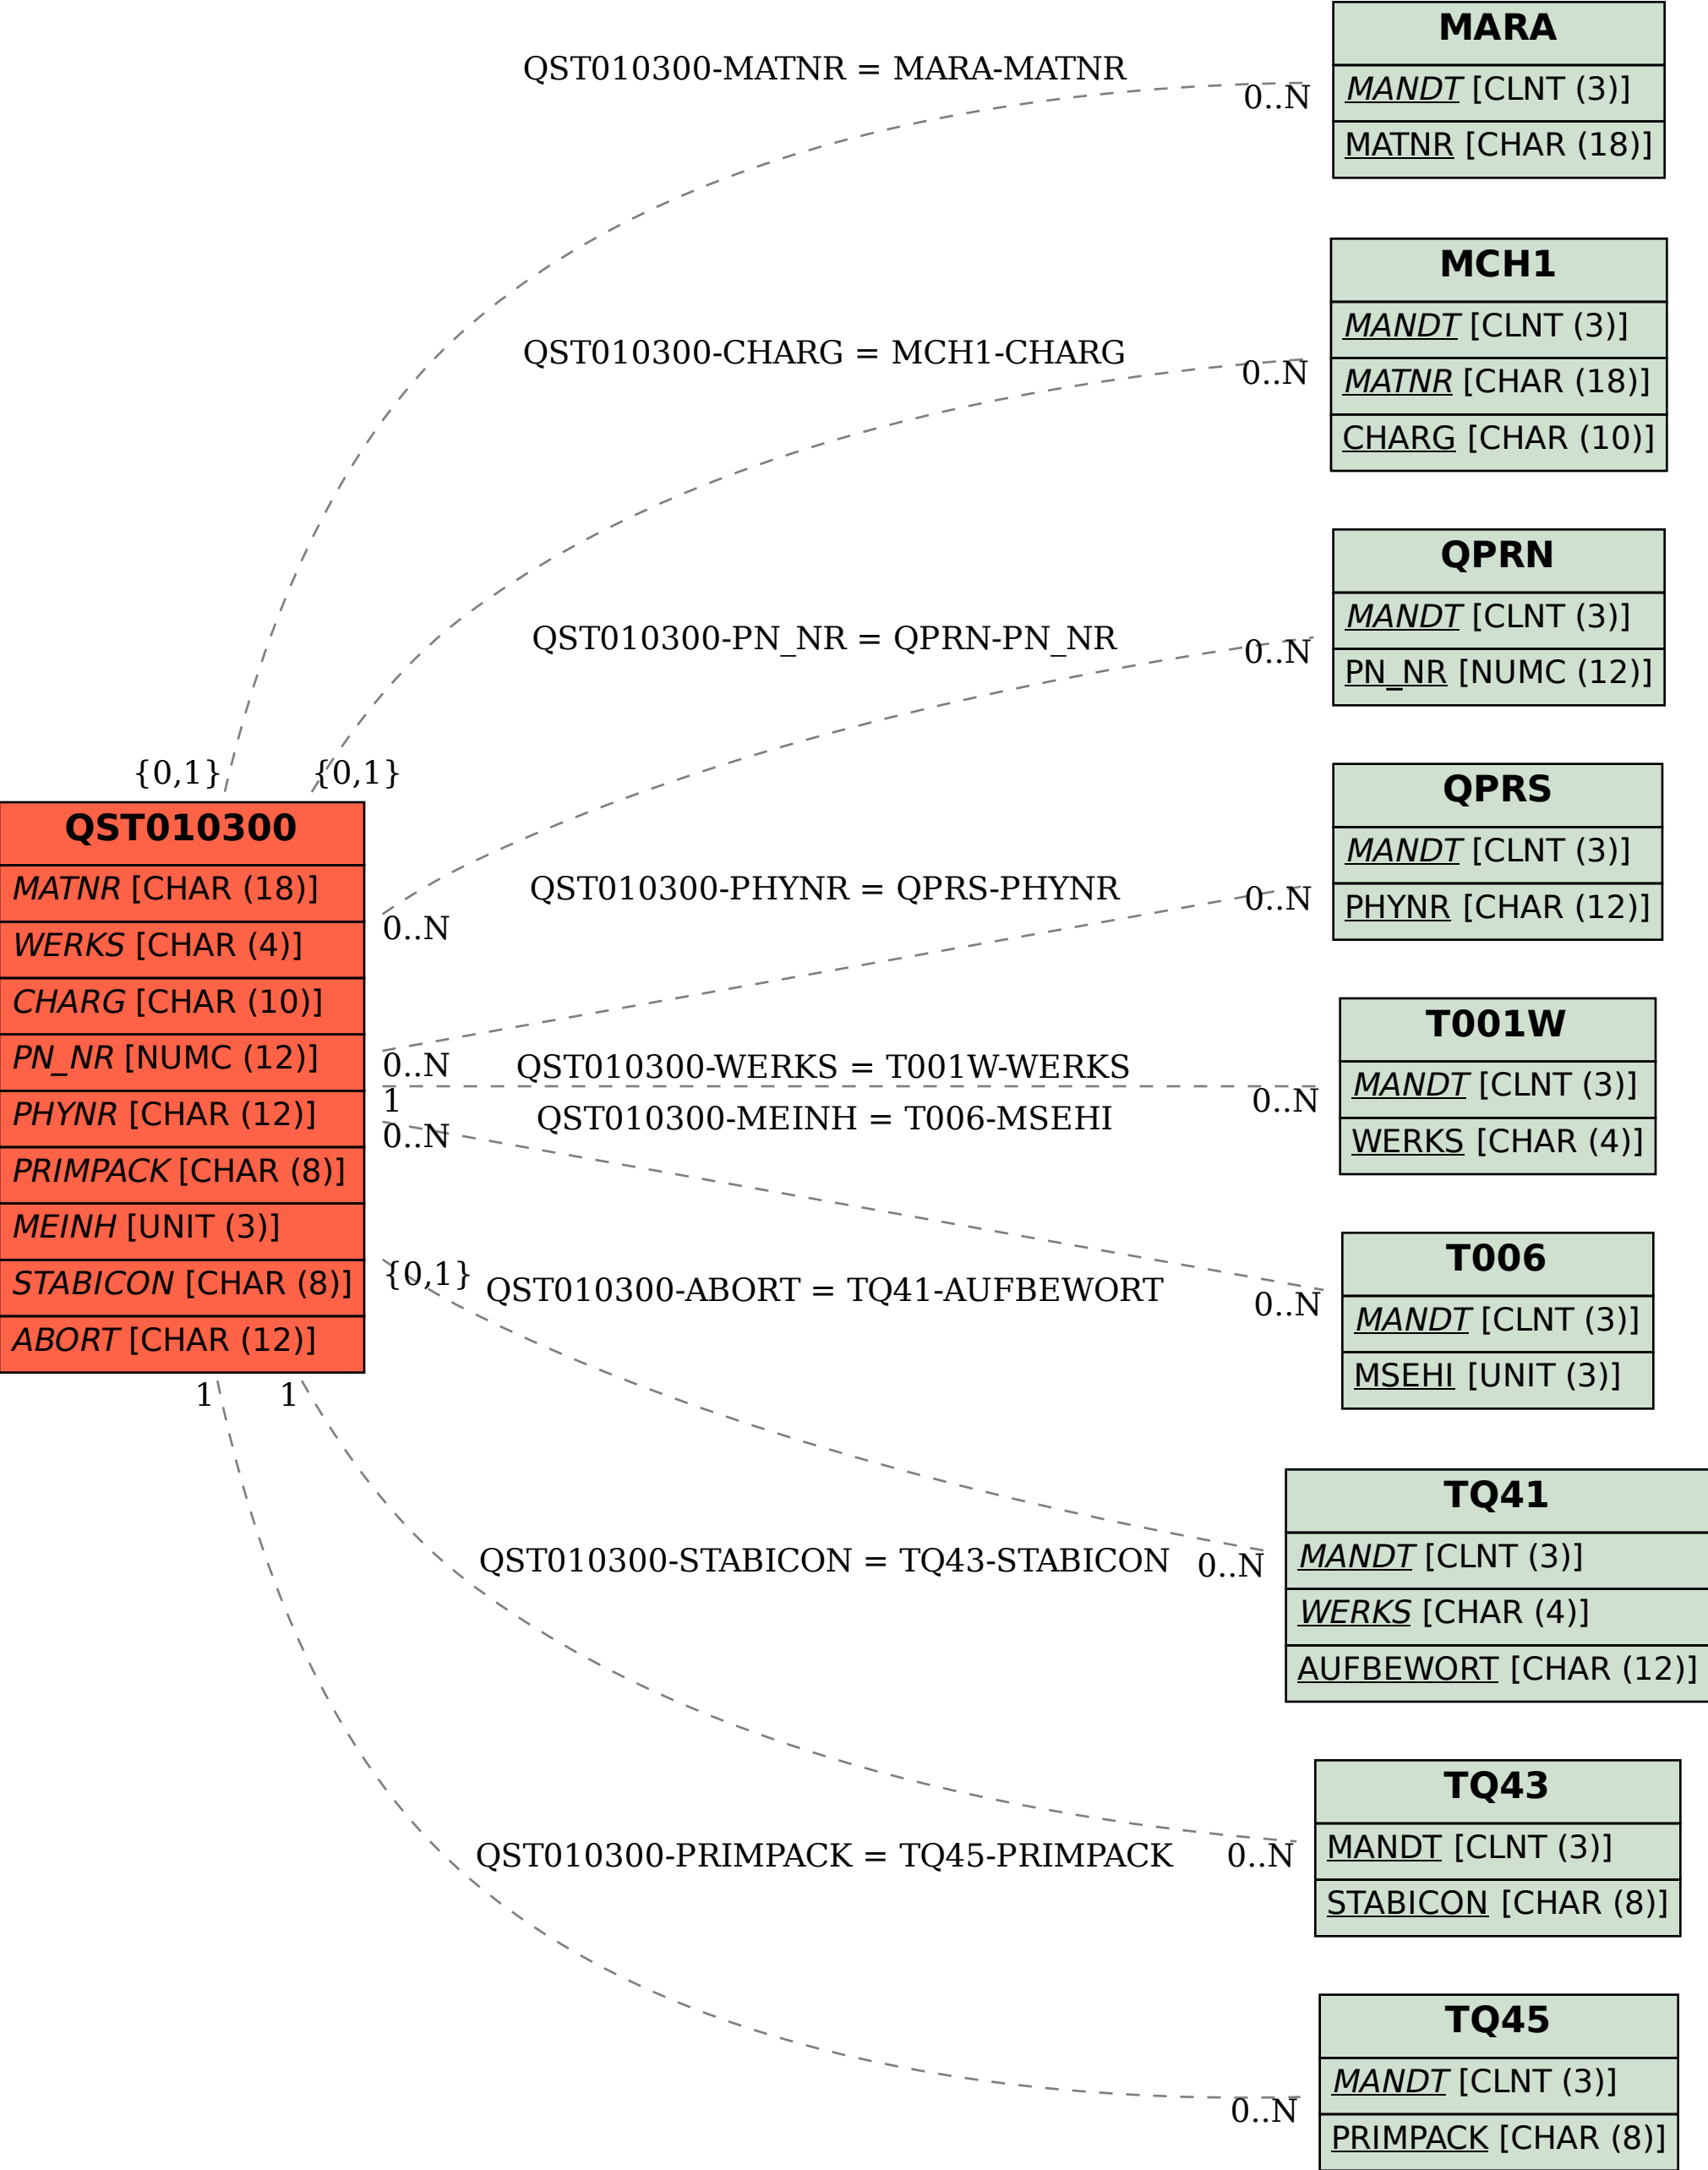 MARA
MANDT [CLNT (3)]
MATNR [CHAR (18)]
QST010300-MATNR = MARA-MATNR
0..N
{0,1}
MCH1
MANDT [CLNT (3)]
MATNR [CHAR (18)]
CHARG [CHAR (10)]
QST010300-CHARG = MCH1-CHARG
0..N
{0,1}
QPRN
MANDT [CLNT (3)]
PN_NR [NUMC (12)]
QST010300-PN_NR = QPRN-PN_NR
0..N
0..N
QPRS
MANDT [CLNT (3)]
PHYNR [CHAR (12)]
QST010300-PHYNR = QPRS-PHYNR
0..N
0..N
QST010300
MATNR [CHAR (18)]
WERKS [CHAR (4)]
CHARG [CHAR (10)]
PN_NR [NUMC (12)]
PHYNR [CHAR (12)]
PRIMPACK [CHAR (8)]
MEINH [UNIT (3)]
STABICON [CHAR (8)]
ABORT [CHAR (12)]
T001W
MANDT [CLNT (3)]
WERKS [CHAR (4)]
QST010300-WERKS = T001W-WERKS
0..N
1
T006
MANDT [CLNT (3)]
MSEHI [UNIT (3)]
QST010300-MEINH = T006-MSEHI
0..N
0..N
TQ41
MANDT [CLNT (3)]
WERKS [CHAR (4)]
AUFBEWORT [CHAR (12)]
QST010300-ABORT = TQ41-AUFBEWORT
0..N
{0,1}
TQ43
MANDT [CLNT (3)]
STABICON [CHAR (8)]
QST010300-STABICON = TQ43-STABICON
0..N
1
TQ45
MANDT [CLNT (3)]
PRIMPACK [CHAR (8)]
QST010300-PRIMPACK = TQ45-PRIMPACK
0..N
1